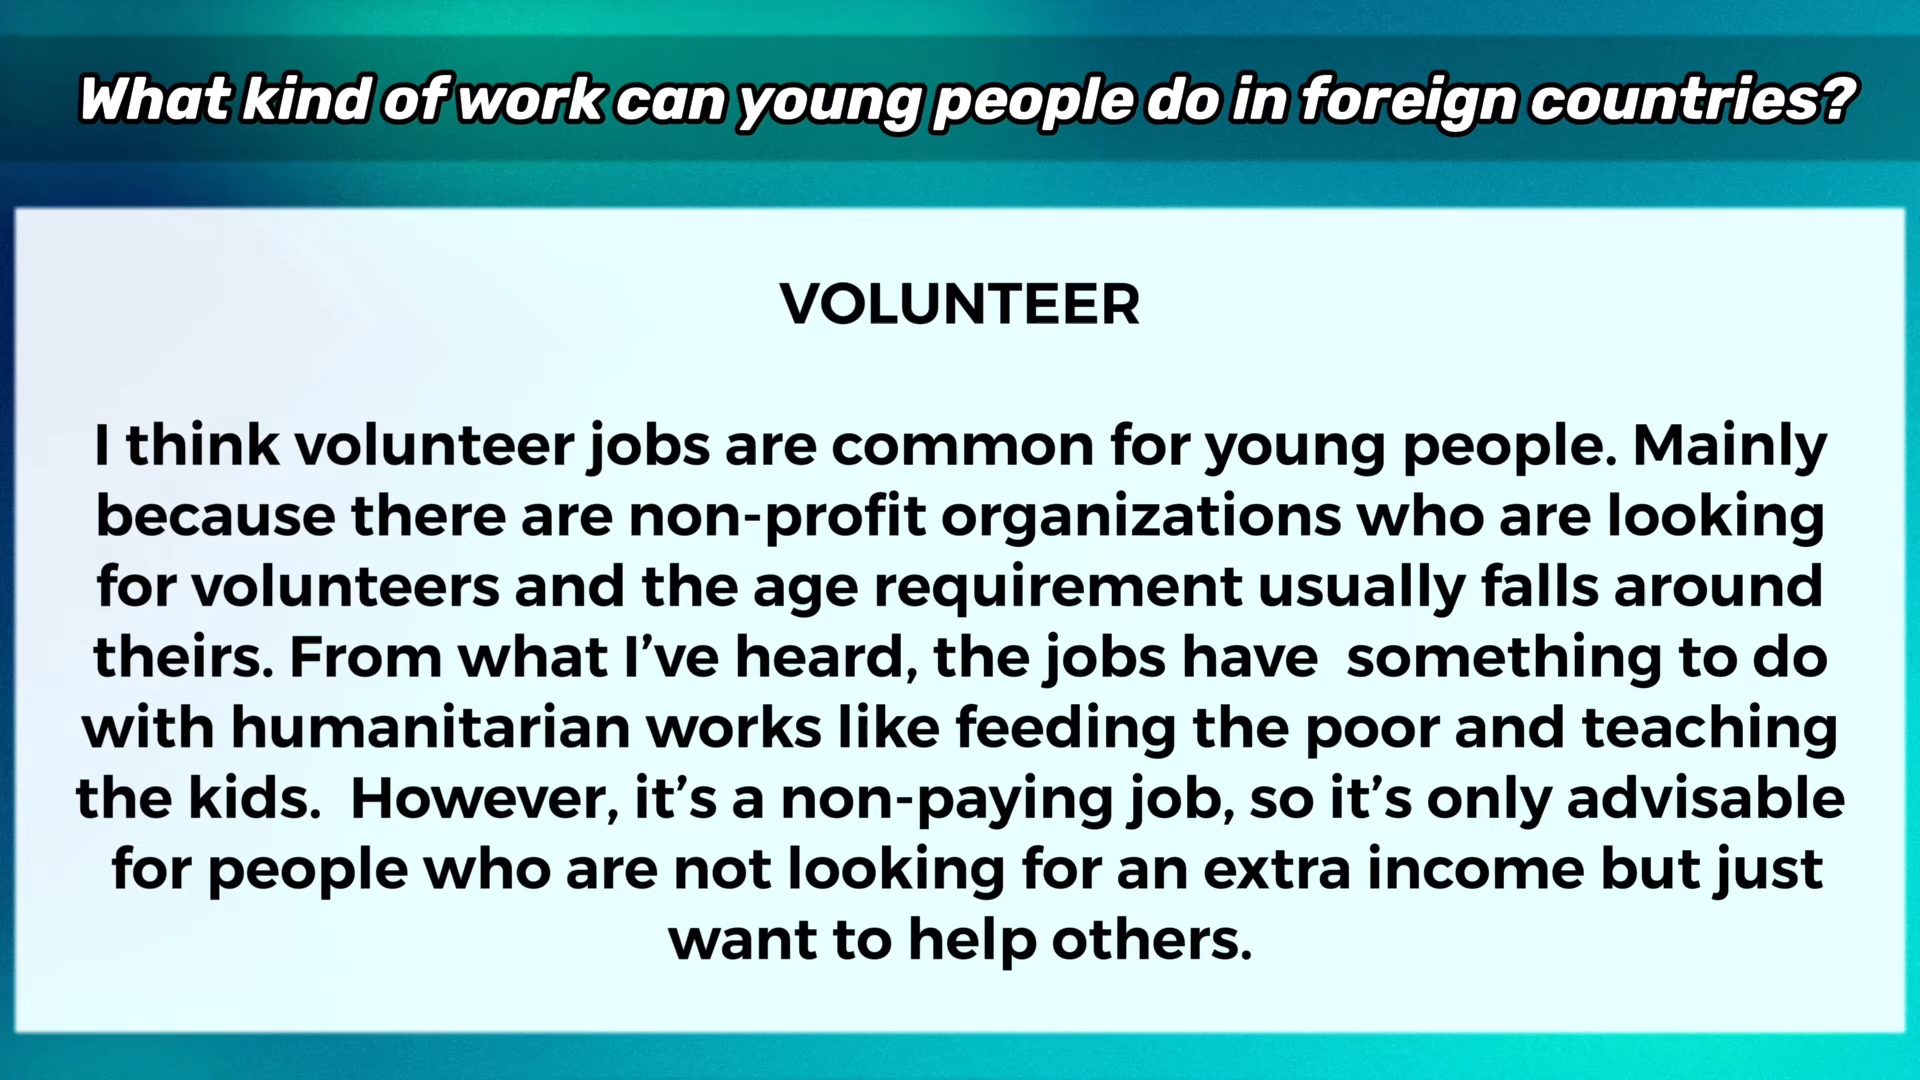 What kind of work can young people do in foreign countries?
VOLUNTEER
I think volunteer jobs are common for young people. Mainly
because there are non-profit organizations who are looking
for volunteers and the age requirement usually falls around
theirs. From what I’ve heard, the jobs have  something to do
with humanitarian works like feeding the poor and teaching
the kids.  However, it’s a non-paying job, so it’s only advisable
for people who are not looking for an extra income but just
want to help others.